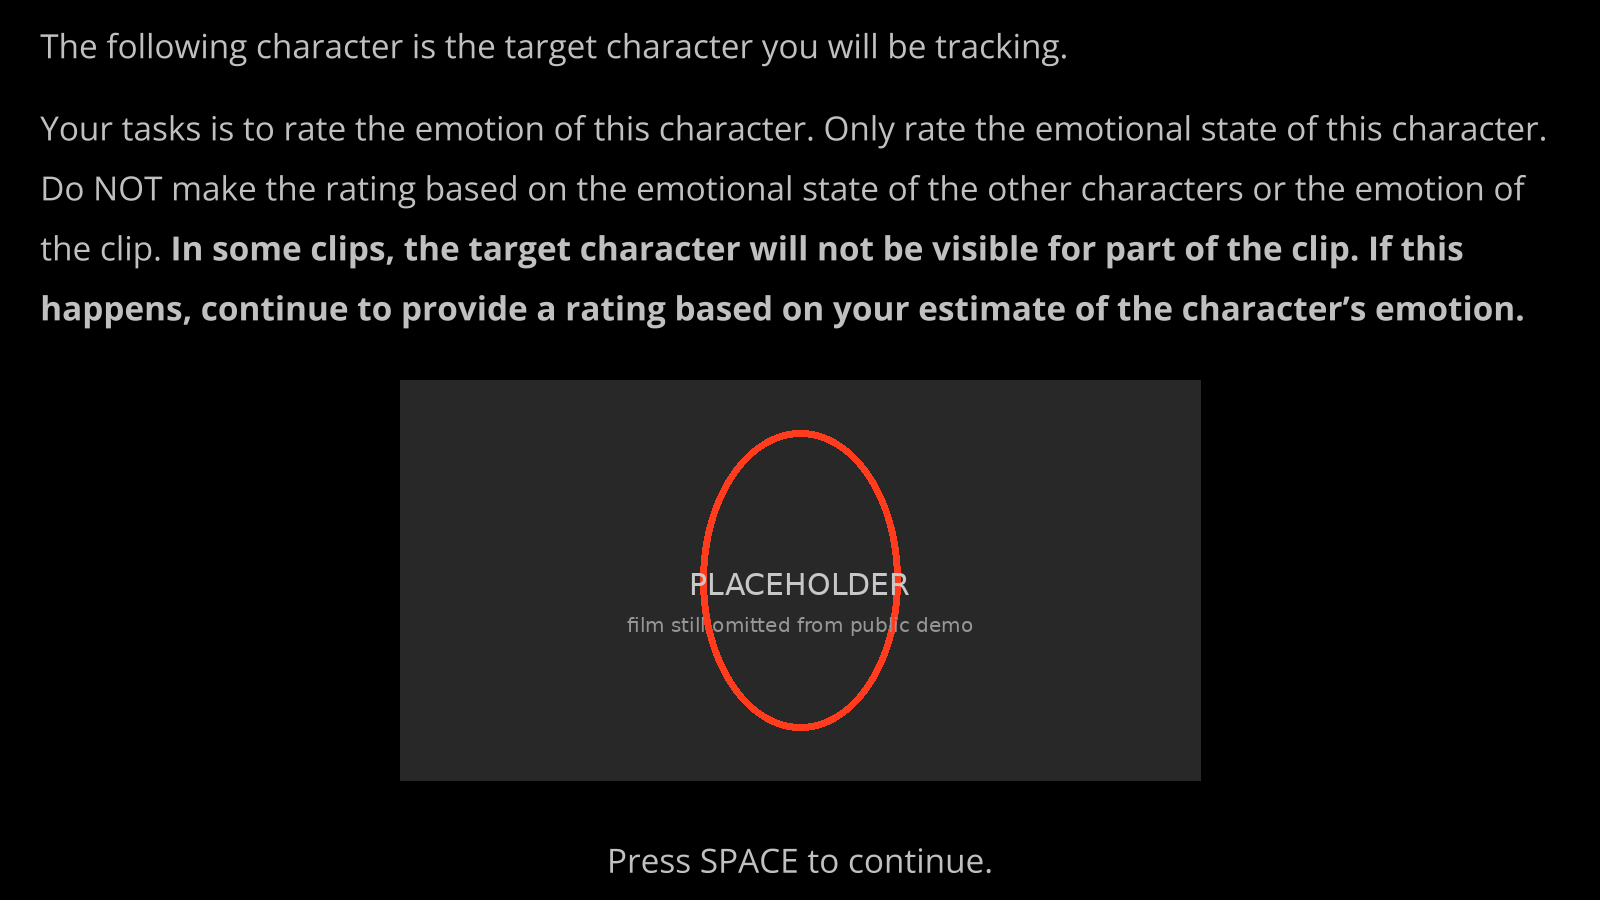 The following character is the target character you will be tracking.
Your tasks is to rate the emotion of this character. Only rate the emotional state of this character.
Do NOT make the rating based on the emotional state of the other characters or the emotion of
the clip. In some clips, the target character will not be visible for part of the clip. If this
happens, continue to provide a rating based on your estimate of the character’s emotion.
PLACEHOLDER
film still omitted from public demo
Press SPACE to continue.